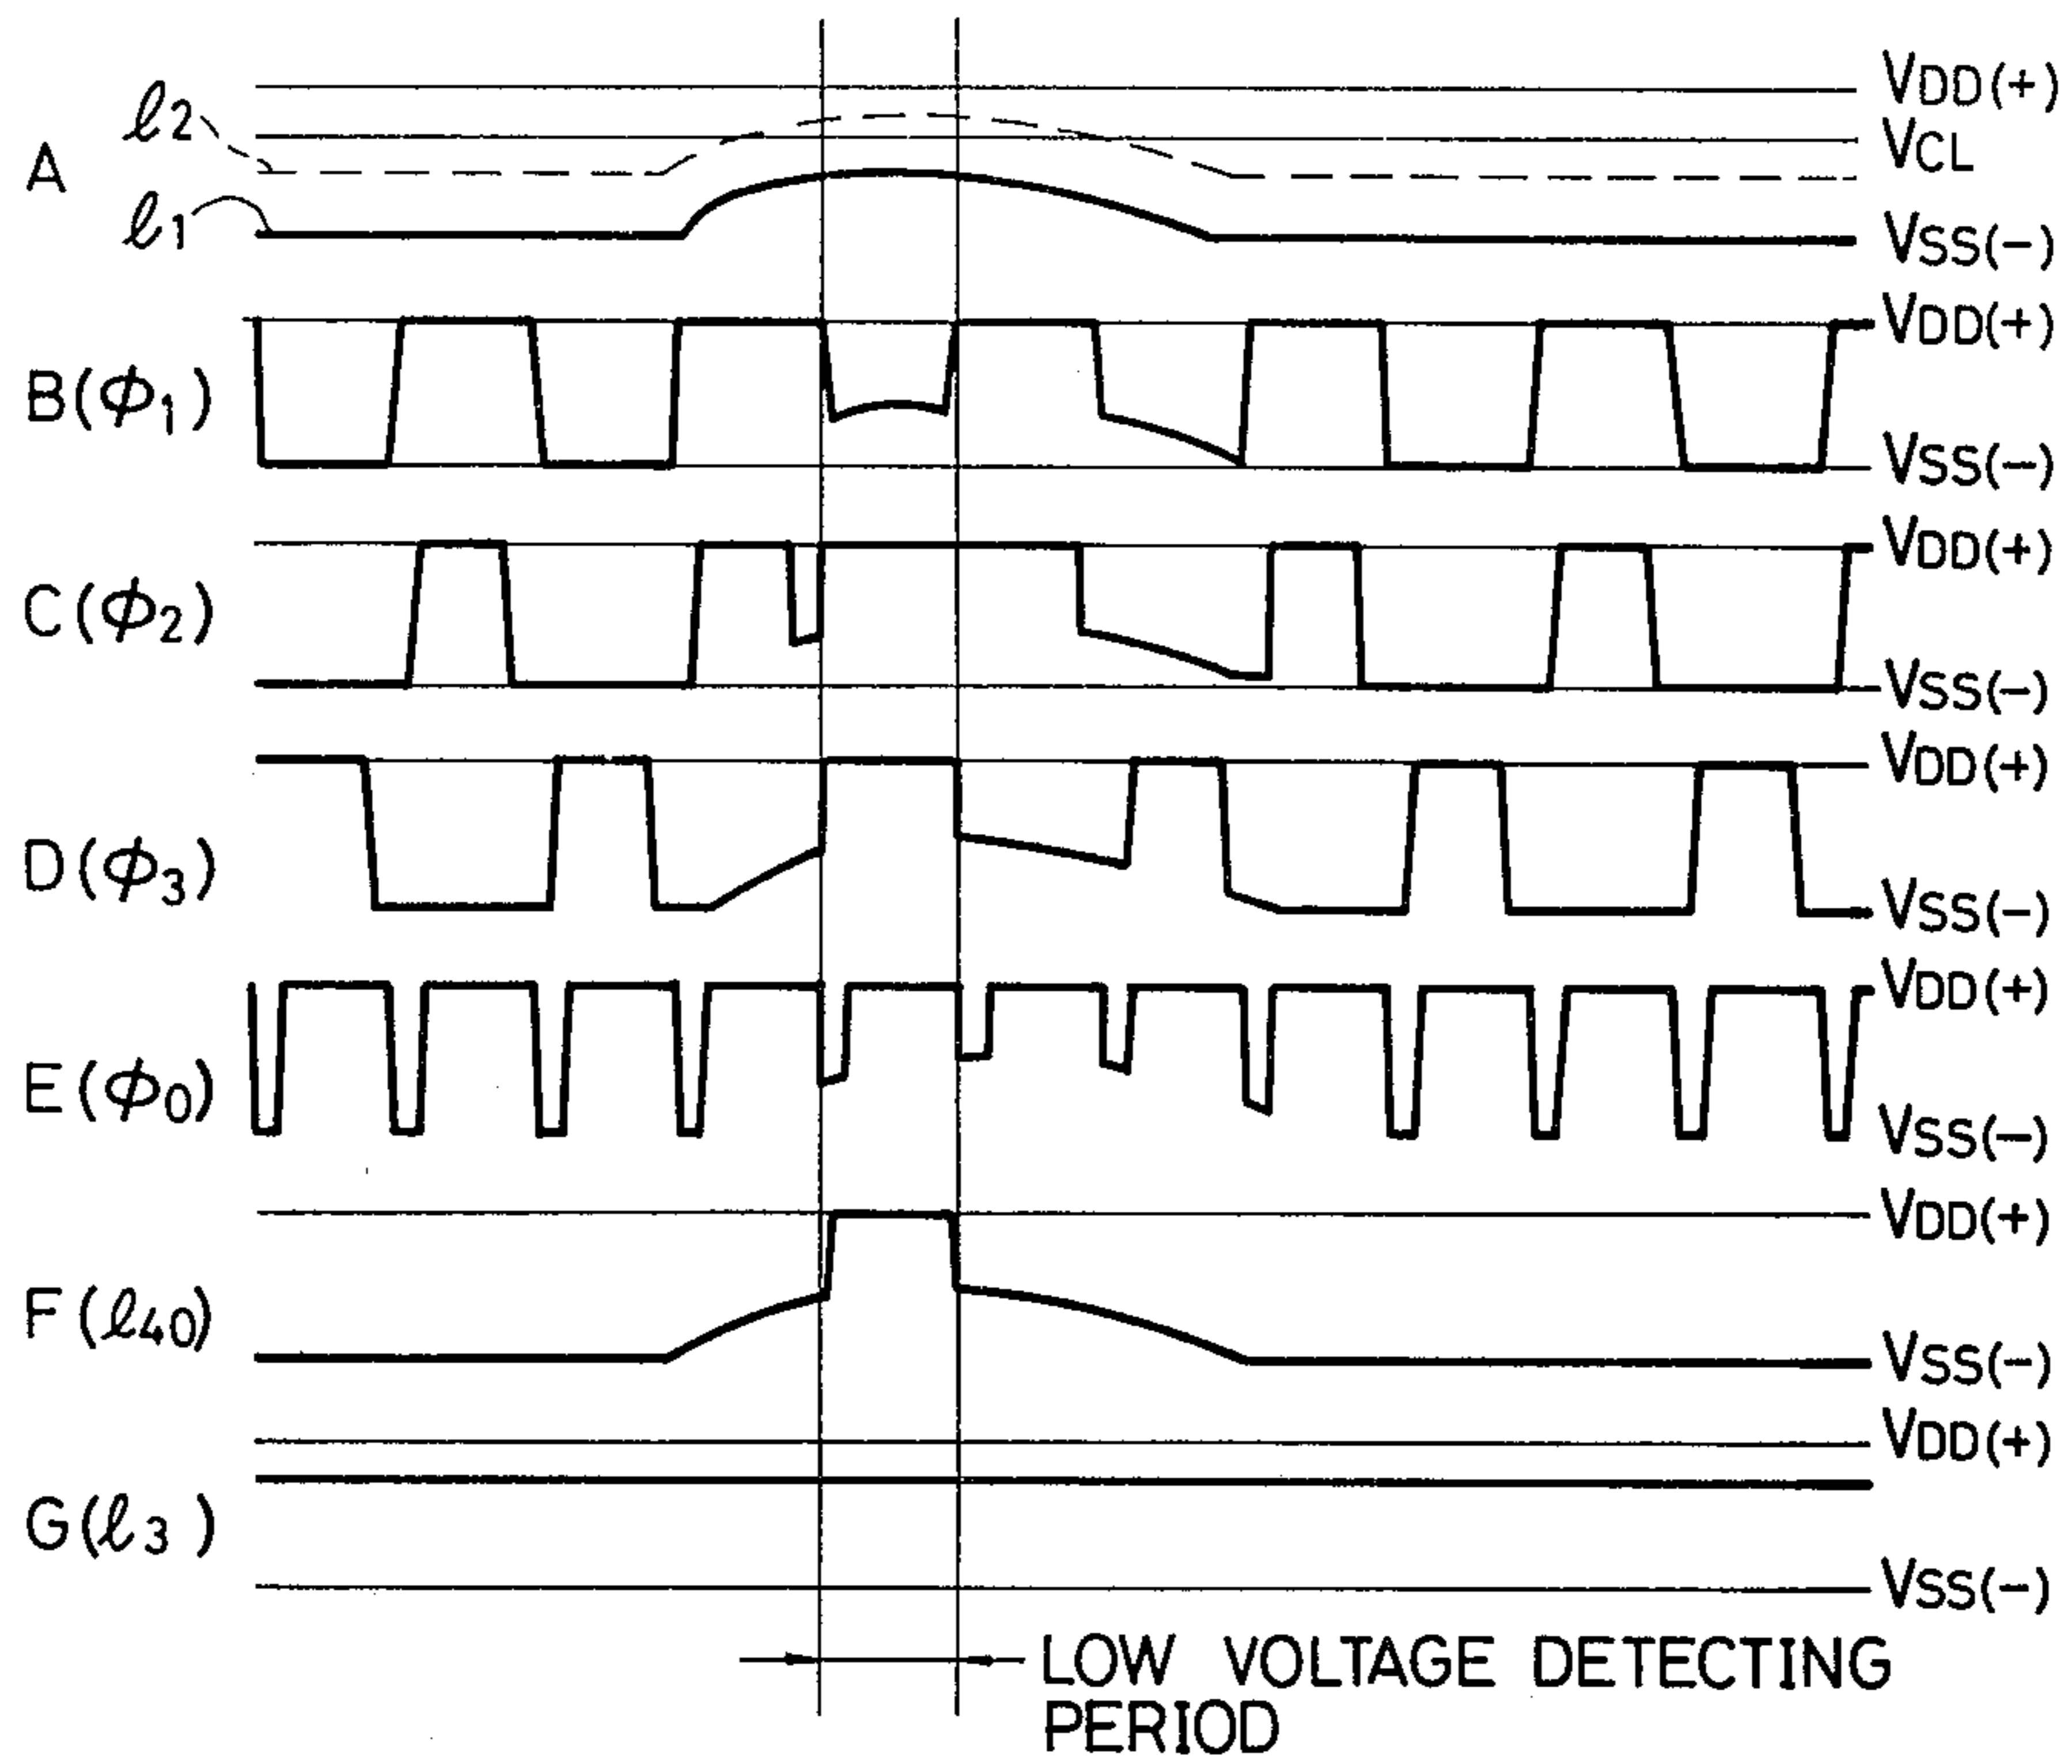 VDD(+)
ℓ2
VCL
A
ℓ1
VSS(-)
VDD(+)
B(ϕ1)
VSS(-)
VDD(+)
C(ϕ2)
VSS(-)
VDD(+)
D(ϕ3)
VSS(-)
VDD(+)
E(ϕ0)
VSS(-)
VDD(+)
F(ℓ40)
VSS(-)
VDD(+)
G(ℓ3)
VSS(-)
LOW VOLTAGE DETECTING
PERIOD